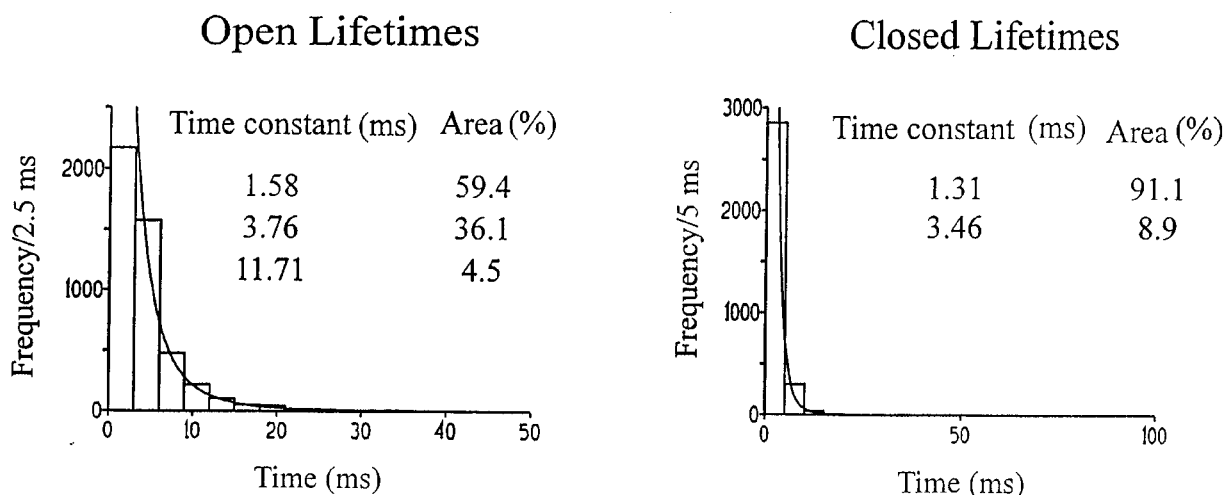 Open Lifetimes
Time constant (ms) Area (%)
1.58 59.4
3.76 36.1
11.71 4.5
Frequency/2.5 ms
2000
1000
0
0 10 20 30 40 50
Time (ms)
Closed Lifetimes
Time constant (ms) Area (%)
1.31 91.1
3.46 8.9
Frequency/5 ms
3000
2000
1000
0
0 50 100
Time (ms)